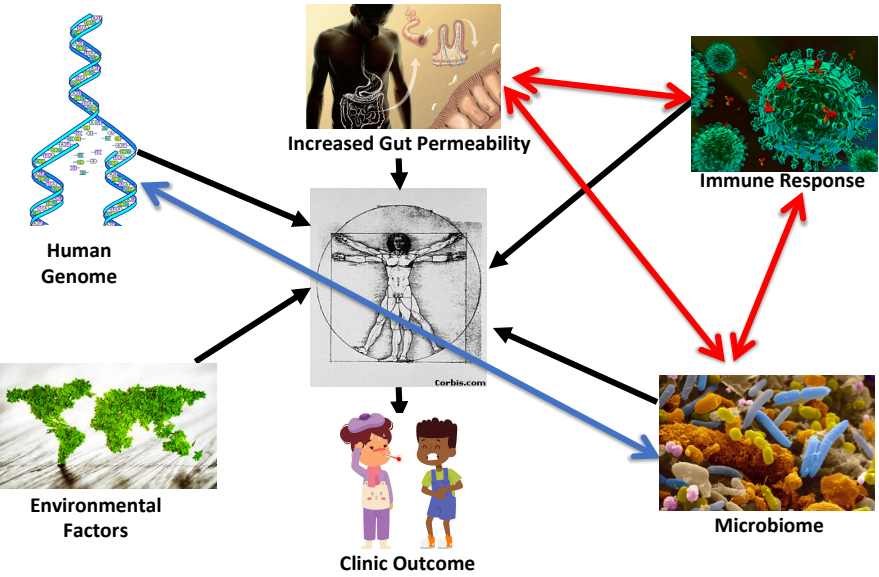 Increased Gut Permeability
Immune Response
Human
Genome
Corbis.com
Environmental
Factors
Microbiome
Clinic Outcome